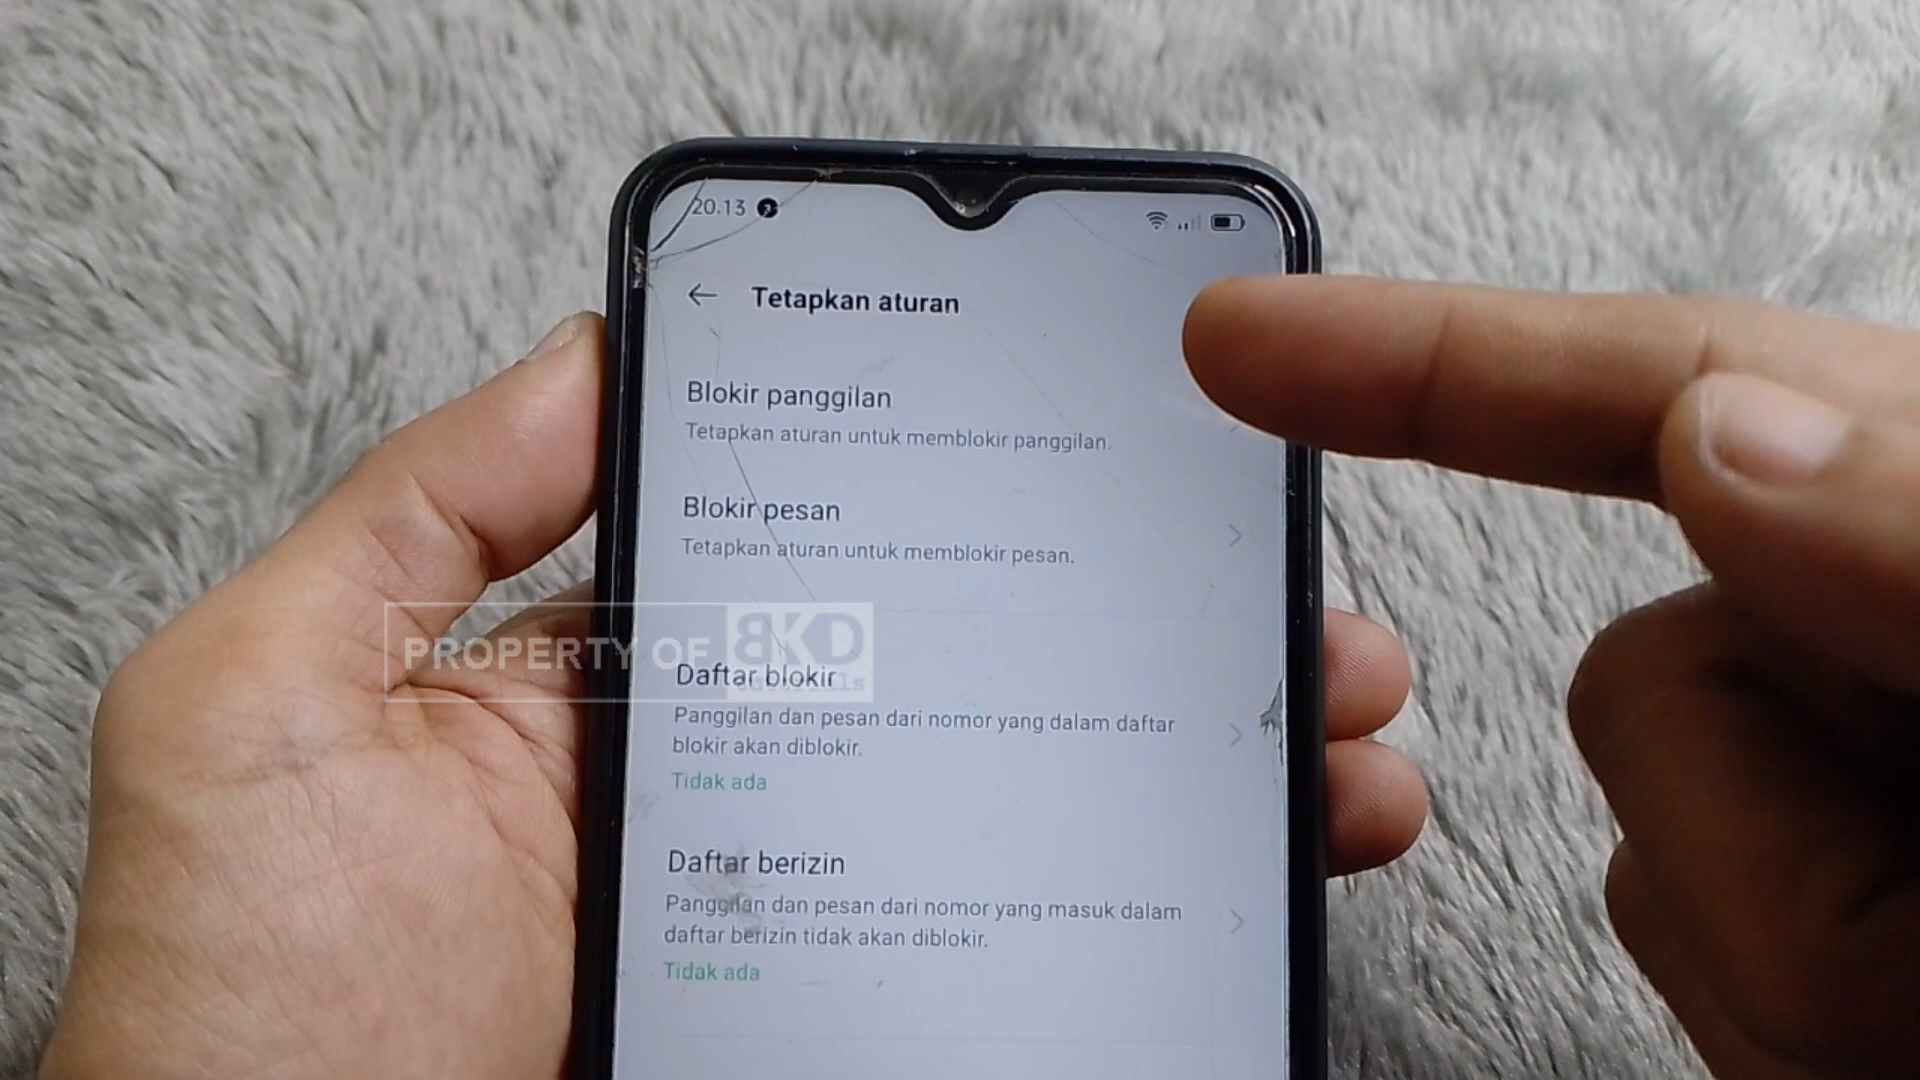 20.13
Tetapkan aturan
Blokir panggilan
Tetapkan aturan untuk memblokir panggilan.
Blokir pesan
Tetapkan aturan untuk memblokir pesan.
PROPERTY OF BKD
tutorials
Daftar blokir
Panggilan dan pesan dari nomor yang dalam daftar
blokir akan diblokir.
Tidak ada
Daftar berizin
Panggilan dan pesan dari nomor yang masuk dalam
daftar berizin tidak akan diblokir.
Tidak ada